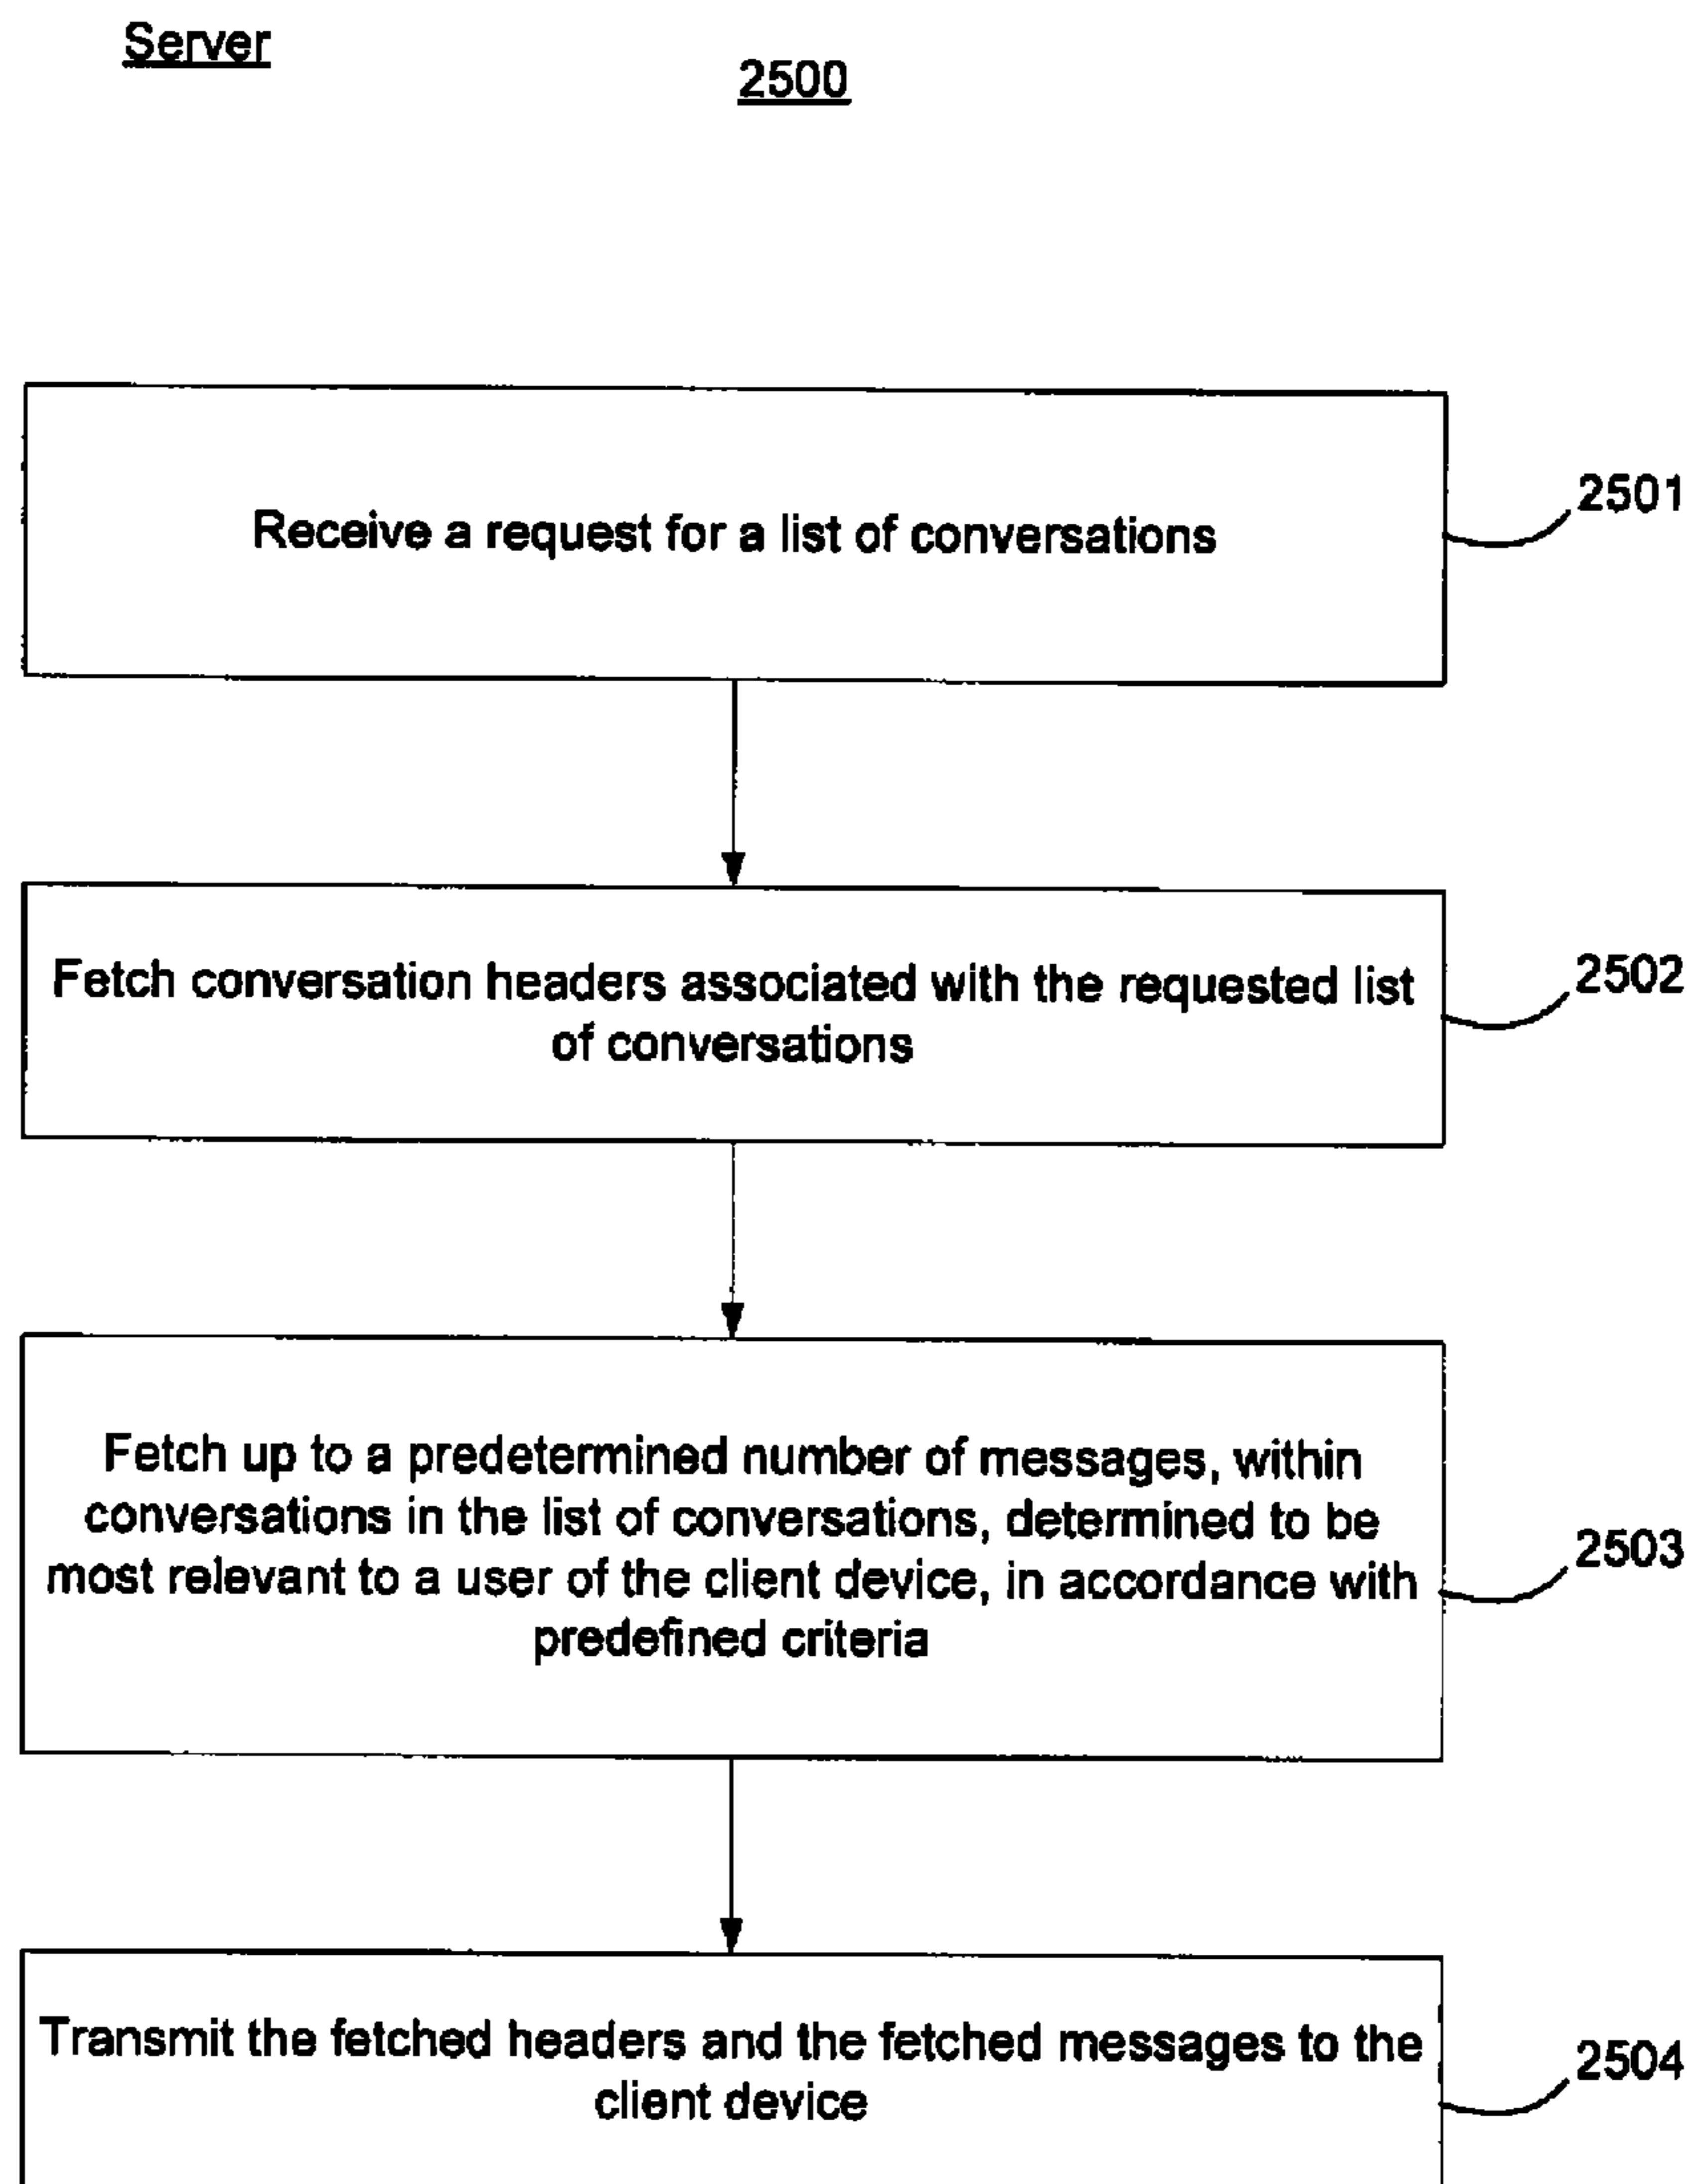 Server
2500
Receive a request for a list of conversations
2501
Fetch conversation headers associated with the requested list
of conversations
2502
Fetch up to a predetermined number of messages, within
conversations in the list of conversations, determined to be
most relevant to a user of the client device, in accordance with
predefined criteria
2503
Transmit the fetched headers and the fetched messages to the
client device
2504